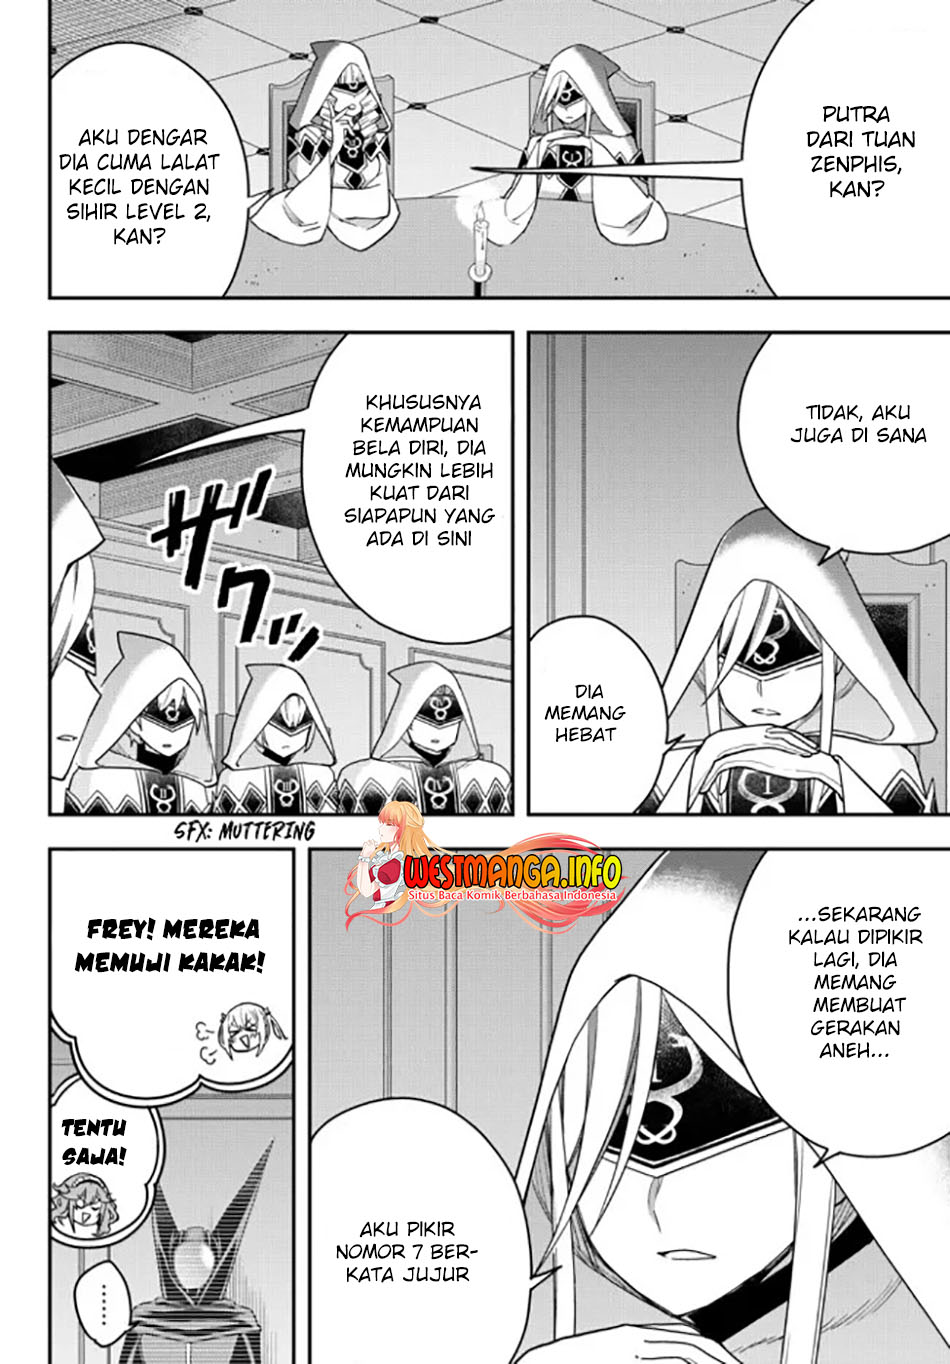 PUTRA
DARI TUAN
ZENPHIS,
KAN?
AKU DENGAR
DIA CUMA LALAT
KECIL DENGAN
SIHIR LEVEL 2,
KAN?
TIDAK, AKU
JUGA DI SANA
DIA
MEMANG
HEBAT
KHUSUSNYA
KEMAMPUAN
BELA DIRI, DIA
MUNGKIN LEBIH
KUAT DARI
SIAPAPUN YANG
ADA DI SINI
ザワッ
SFX: MUTTERING
WESTMANGA.INFO
Situs Baca Komik Berbahasa Indonesia
...SEKARANG
KALAU DIPIKIR
LAGI, DIA
MEMANG
MEMBUAT
GERAKAN
ANEH...
AKU PIKIR
NOMOR 7 BER-
KATA JUJUR
FREY! MEREKA
MEMUJI KAKAK!
TENTU
SAJA!
......